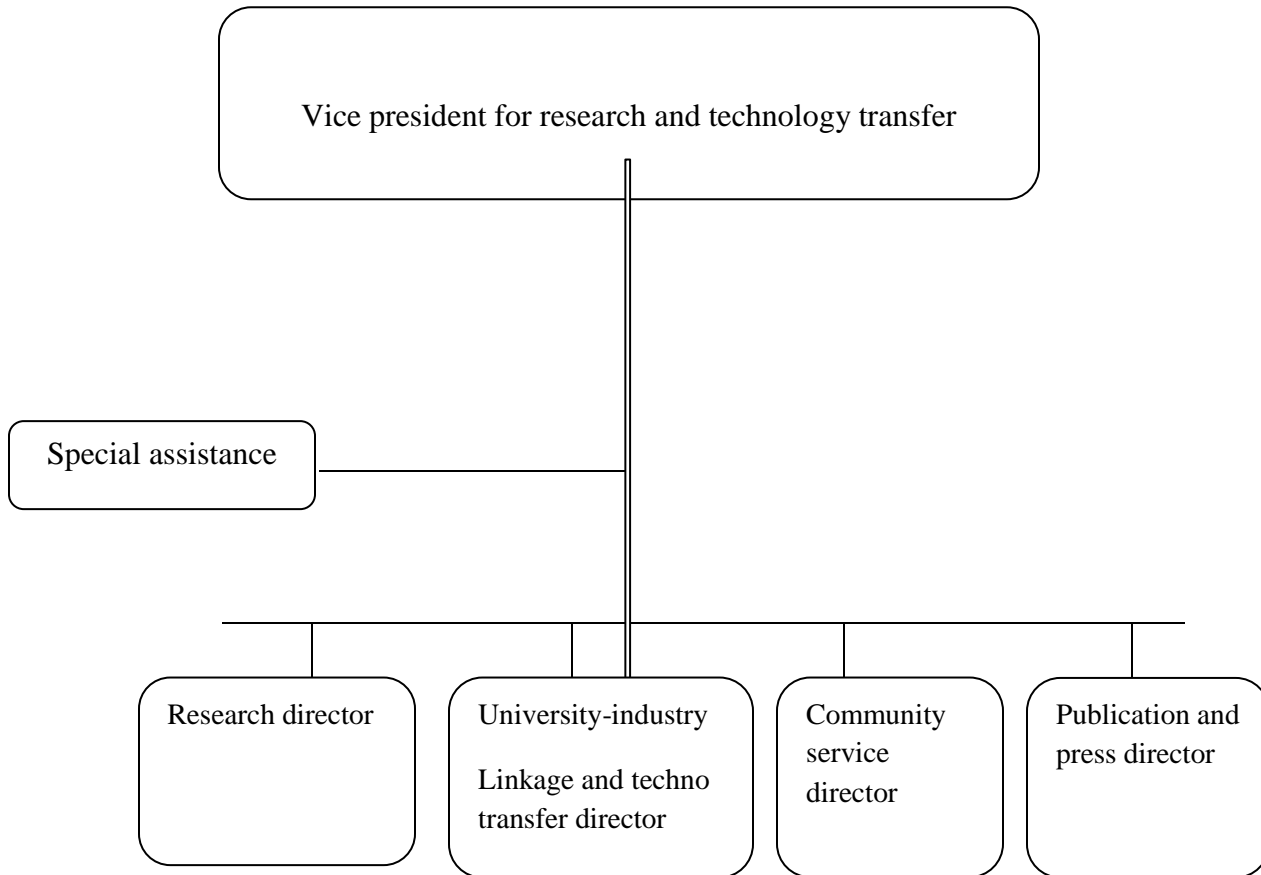 Vice president for research and technology transfer
Special assistance
Research director
University-industry
Linkage and techno
transfer director
Community
service
director
Publication and
press director